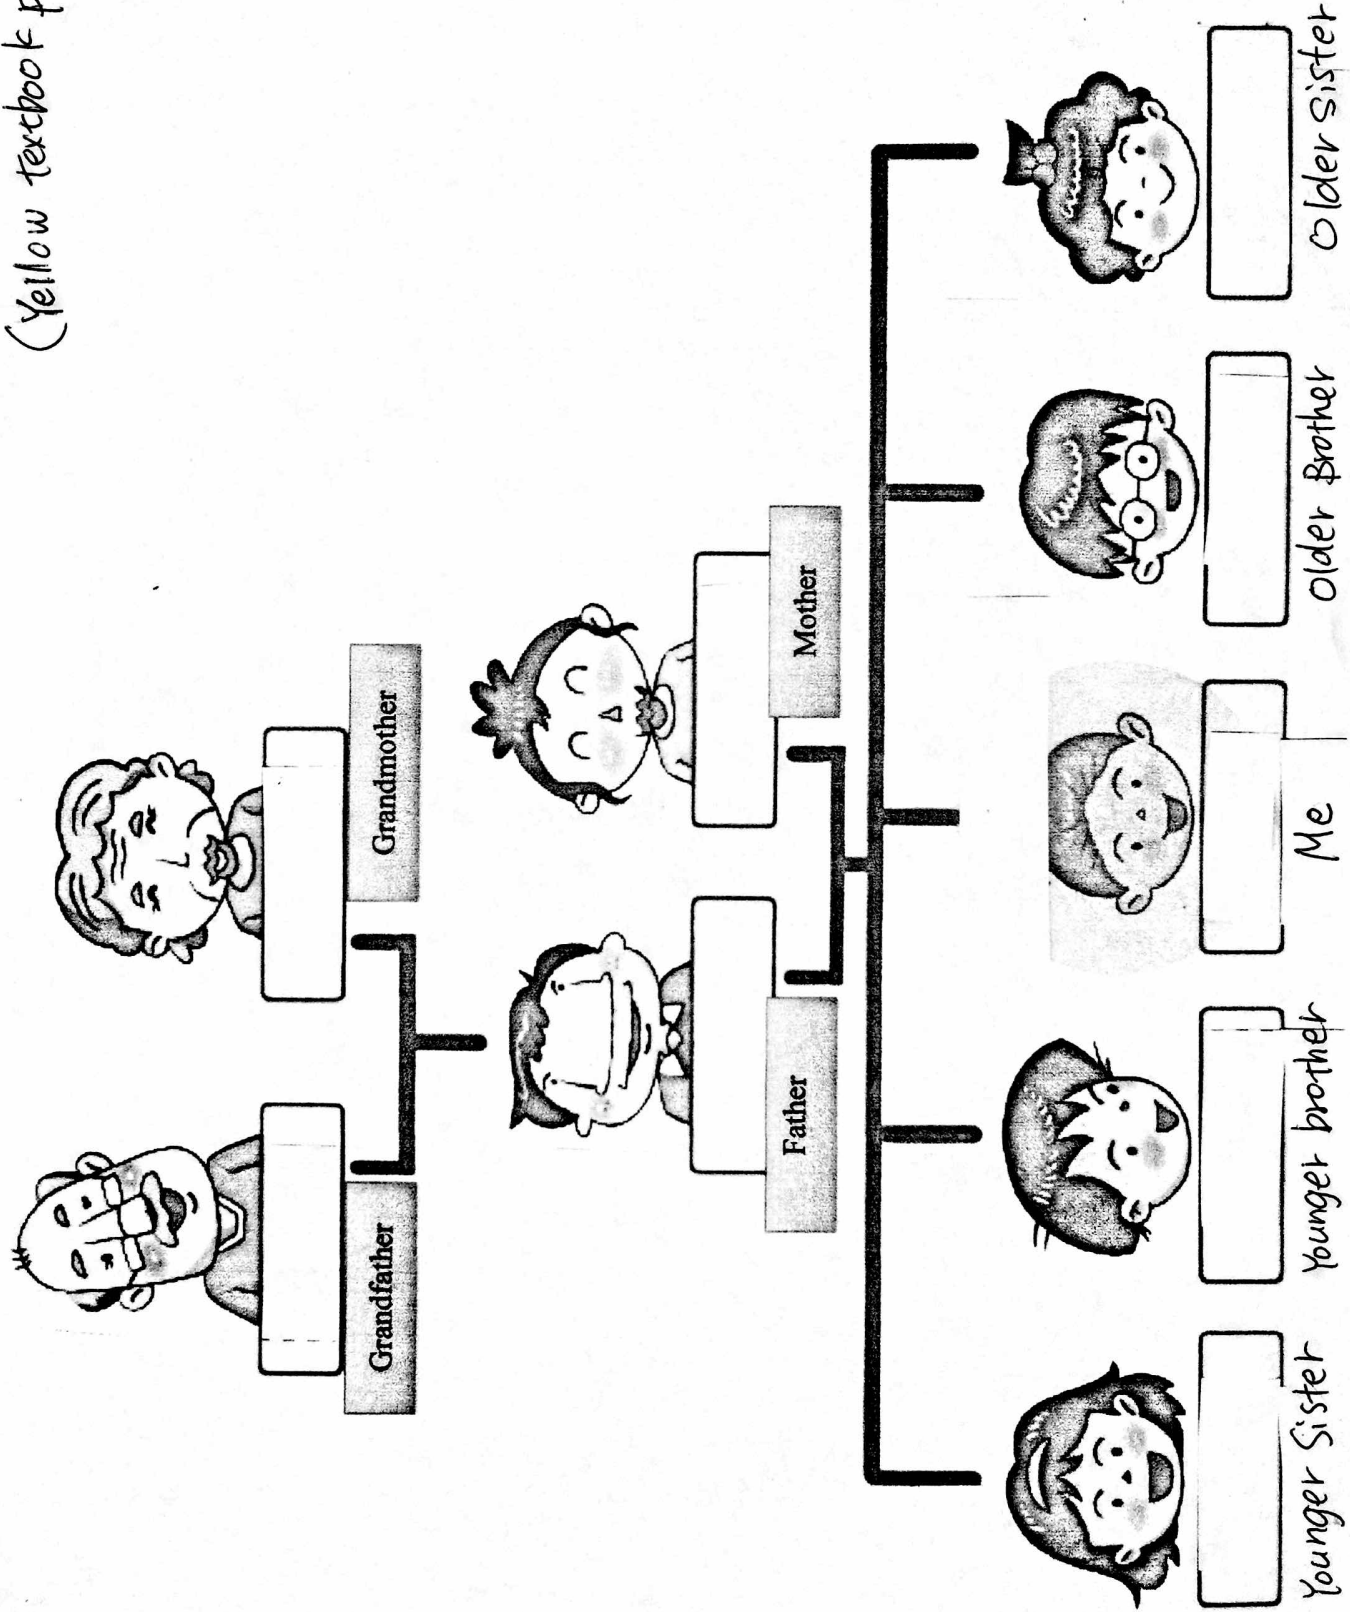 (Yellow textbook
Grandfather
Grandmother
Father
Mother
Younger Sister
Younger brother
Me
Older Brother
Older sister